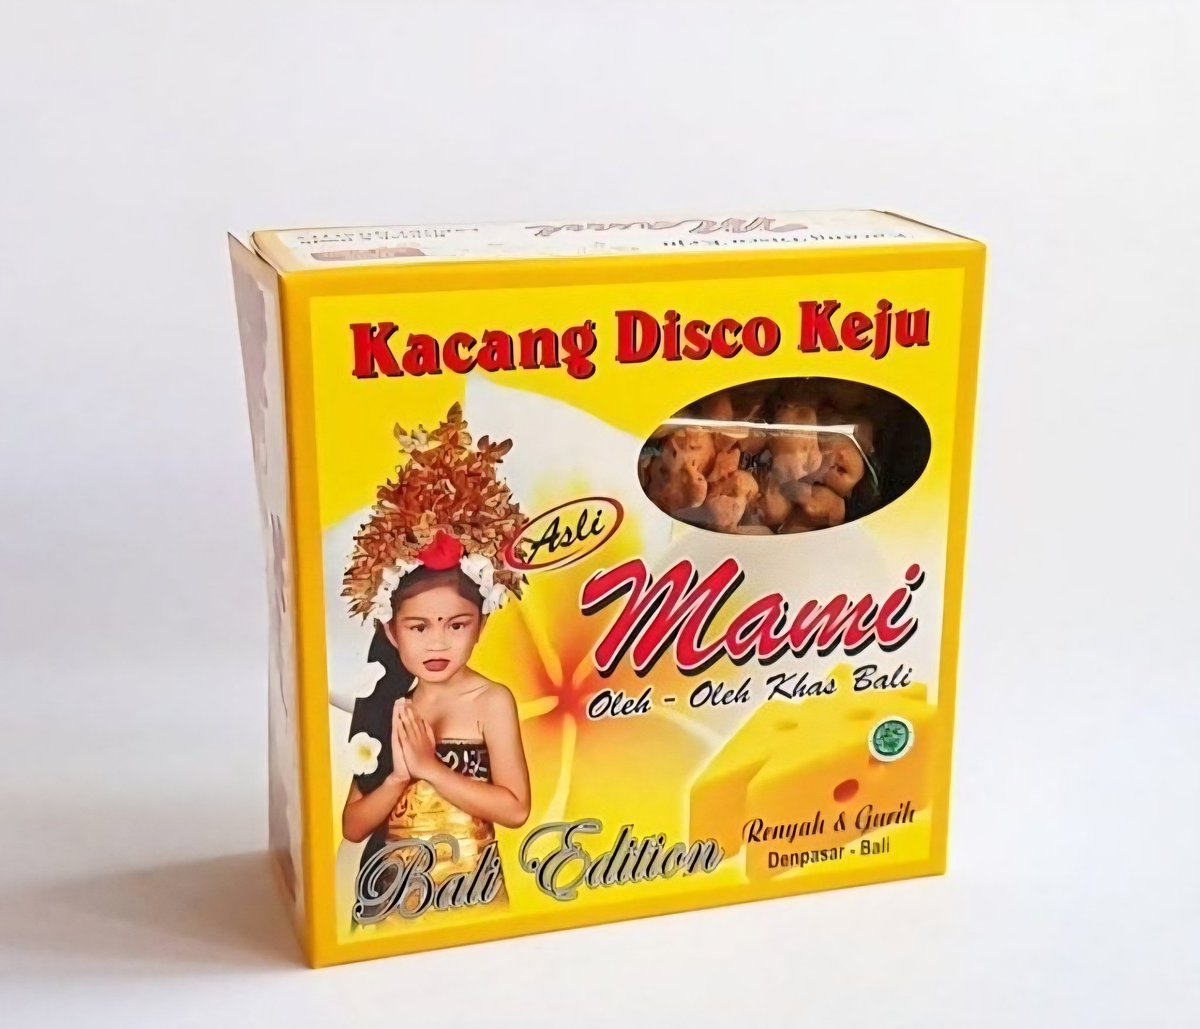 Kacang Disco Keju
Asli
Mami
Oleh - Oleh Khas Bali
Renyah & Gurih
Denpasar - Bali
Bali Edition